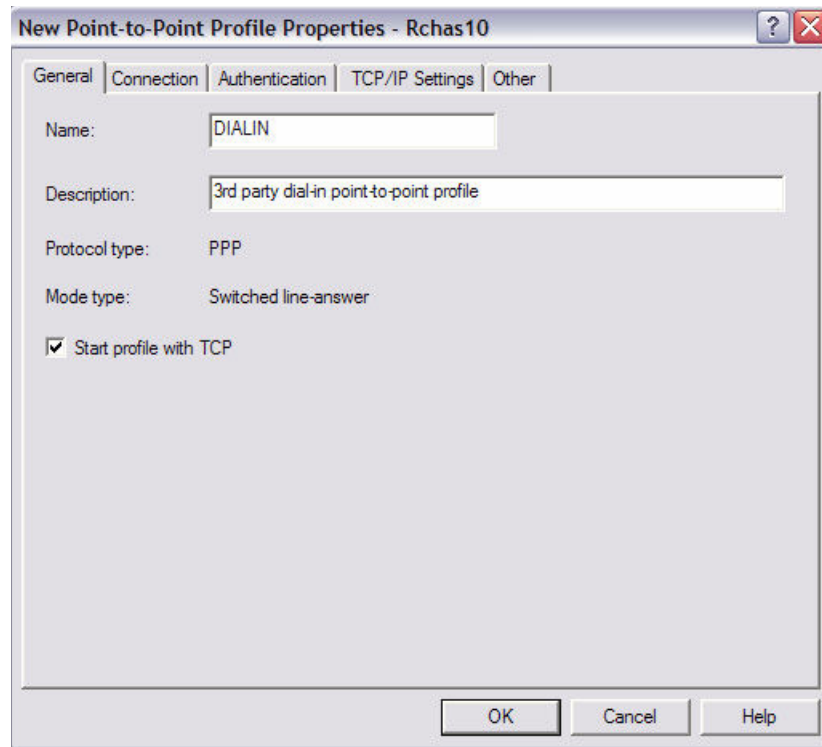 New Point-to-Point Profile Properties - Rchas10
General Connection Authentication TCP/IP Settings Other
Name: DIALIN
Description: 3rd party dial-in point-to-point profile
Protocol type: PPP
Mode type: Switched line-answer
Start profile with TCP
OK Cancel Help